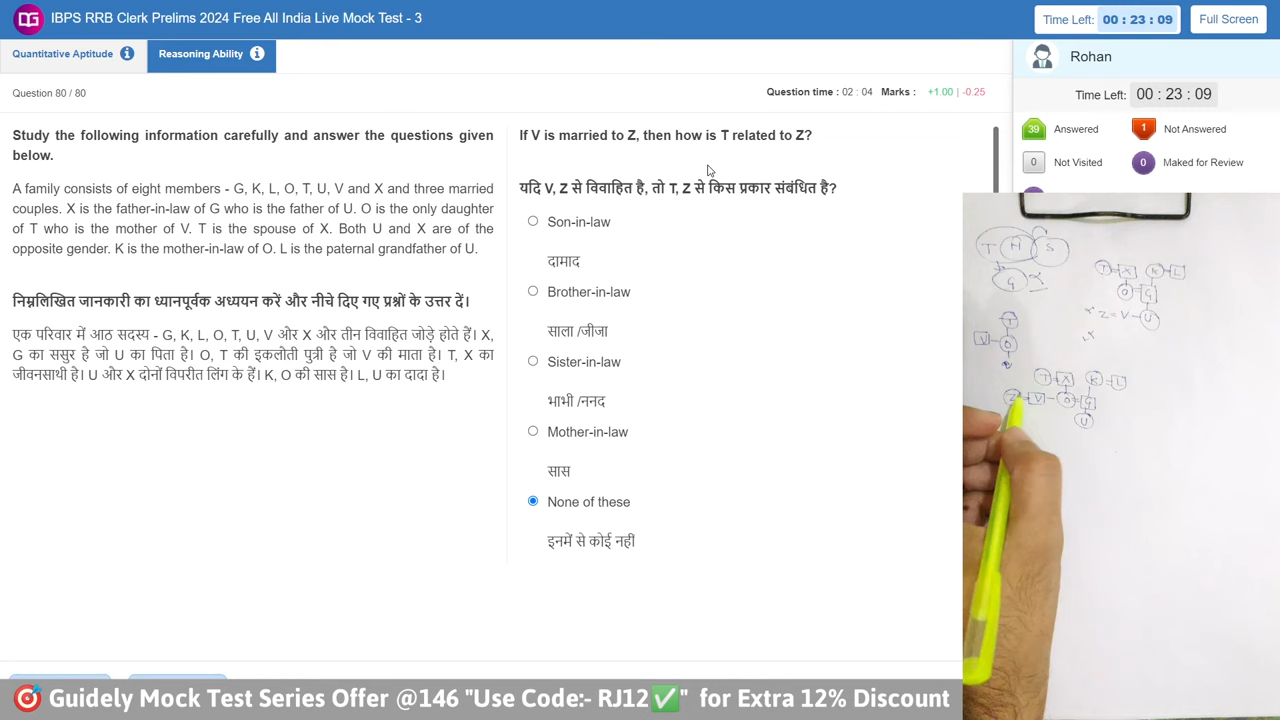 IBPS RRB Clerk Prelims 2024 Free All India Live Mock Test - 3
Time Left: 00 : 23 : 09
Full Screen
Quantitative Aptitude
Reasoning Ability
Rohan
Question 80 / 80
Question time : 02 : 04 Marks : +1.00 | -0.25
Time Left: 00 : 23 : 09
39 Answered
1 Not Answered
0 Not Visited
0 Maked for Review
Study the following information carefully and answer the questions given
below.
A family consists of eight members - G, K, L, O, T, U, V and X and three married
couples. X is the father-in-law of G who is the father of U. O is the only daughter
of T who is the mother of V. T is the spouse of X. Both U and X are of the
opposite gender. K is the mother-in-law of O. L is the paternal grandfather of U.
निम्नलिखित जानकारी का ध्यानपूर्वक अध्ययन करें और नीचे दिए गए प्रश्नों के उत्तर दें।
एक परिवार में आठ सदस्य - G, K, L, O, T, U, V और X और तीन विवाहित जोड़े होते हैं। X,
G का ससुर है जो U का पिता है। O, T की इकलौती पुत्री है जो V की माता है। T, X का
जीवनसाथी है। U और X दोनों विपरीत लिंग के हैं। K, O की सास है। L, U का दादा है।
If V is married to Z, then how is T related to Z?
यदि V, Z से विवाहित है, तो T, Z से किस प्रकार संबंधित है?
Son-in-law
दामाद
Brother-in-law
साला /जीजा
Sister-in-law
भाभी /ननद
Mother-in-law
सास
None of these
इनमें से कोई नहीं
T N S
G
T X K L
O G
Z = V - U
T
V O
T X K L
Z V - O G
U
Guidely Mock Test Series Offer @146 "Use Code:- RJ12✅" for Extra 12% Discount